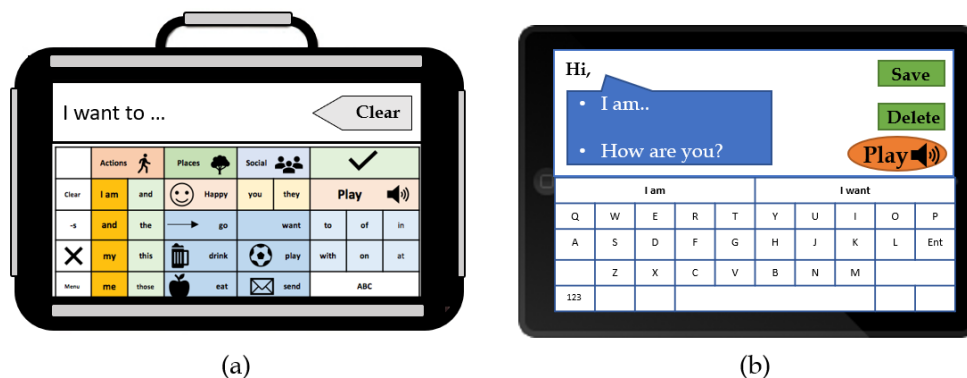 I want to ...
Clear
Actions Places Social
Clear I am and Happy you they Play
-s and the go want to of in
my this drink play with on at
Menu me those eat send ABC
(a)
Hi,
• I am..
• How are you?
Save
Delete
Play
I am I want
Q W E R T Y U I O P
A S D F G H J K L Ent
Z X C V B N M
123
(b)